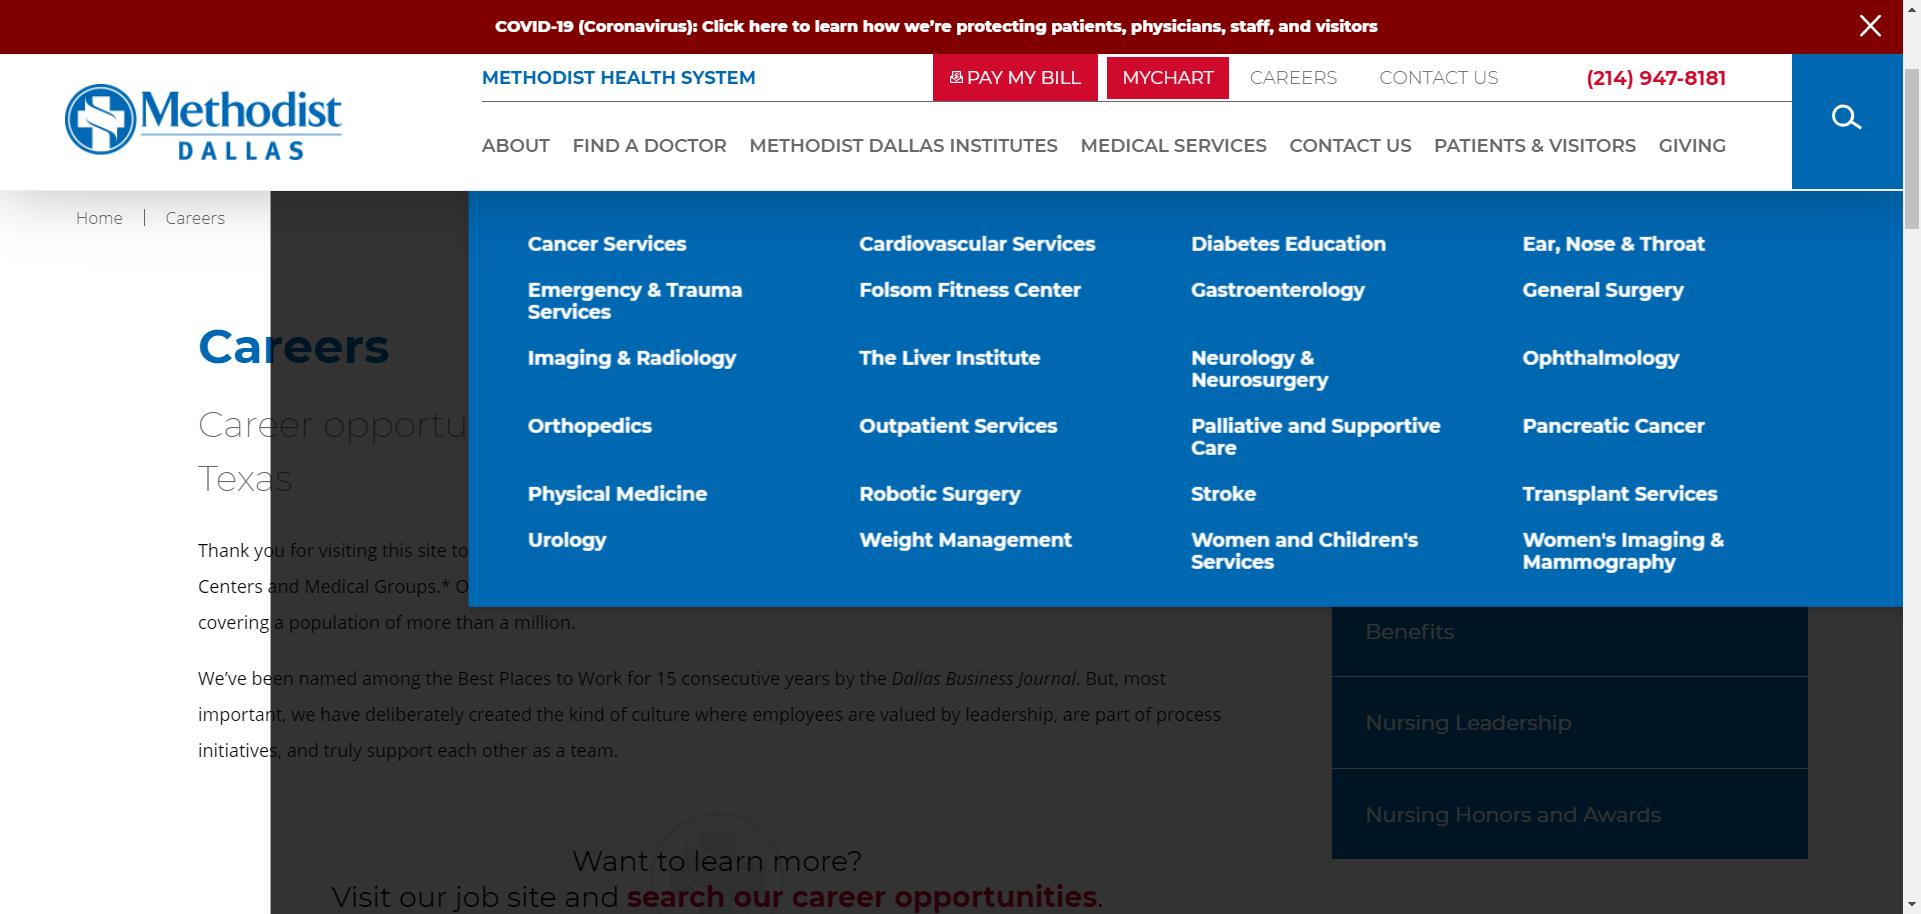 COVID-19 (Coronavirus): Click here to learn how we're protecting patients, physicians, staff, and visitors
METHODIST HEALTH SYSTEM
PAY MY BILL
MYCHART
CAREERS
CONTACT US
(214) 947-8181
Methodist
DALLAS
ABOUT
FIND A DOCTOR
METHODIST DALLAS INSTITUTES
MEDICAL SERVICES
CONTACT US
PATIENTS & VISITORS
GIVING
Home | Careers
Cancer Services
Cardiovascular Services
Diabetes Education
Ear, Nose & Throat
Emergency & Trauma
Services
Folsom Fitness Center
Gastroenterology
General Surgery
Imaging & Radiology
The Liver Institute
Neurology &
Neurosurgery
Ophthalmology
Orthopedics
Outpatient Services
Palliative and Supportive
Care
Pancreatic Cancer
Physical Medicine
Robotic Surgery
Stroke
Transplant Services
Urology
Weight Management
Women and Children's
Services
Women's Imaging &
Mammography
Careers
Career opportu
Texas
Thank you for visiting this site to
Centers and Medical Groups.* O
covering a population of more than a million.
We've been named among the Best Places to Work for 15 consecutive years by the Dallas Business Journal. But, most
important, we have deliberately created the kind of culture where employees are valued by leadership, are part of process
initiatives, and truly support each other as a team.
Want to learn more?
Visit our job site and search our career opportunities.
Benefits
Nursing Leadership
Nursing Honors and Awards